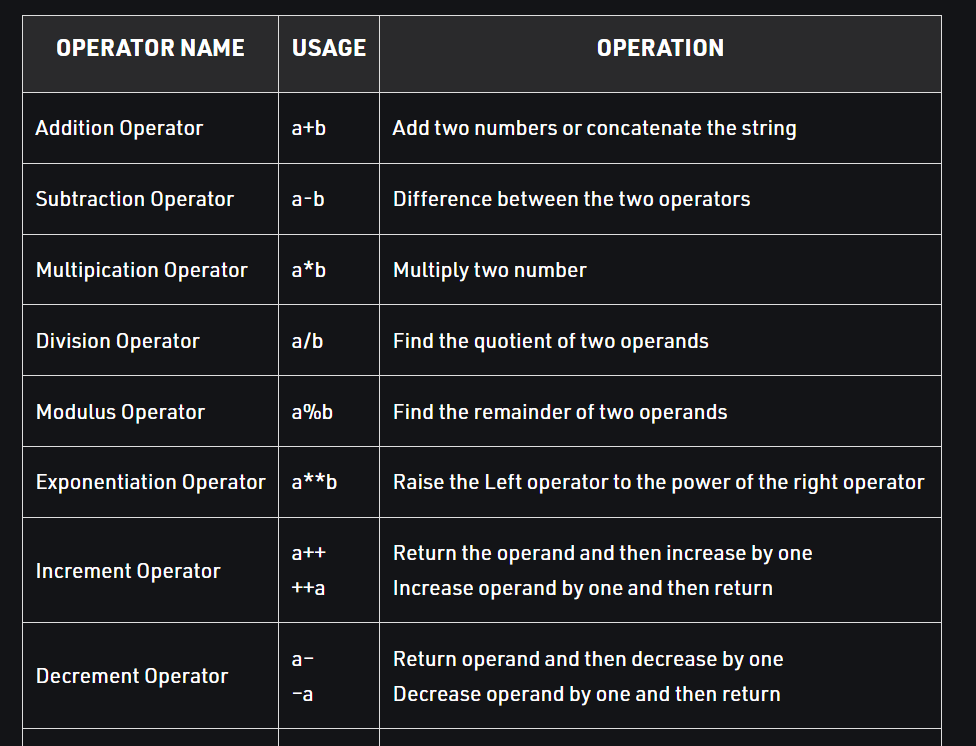 OPERATOR NAME USAGE OPERATION
Addition Operator a+b Add two numbers or concatenate the string
Subtraction Operator a-b Difference between the two operators
Multipication Operator a*b Multiply two number
Division Operator a/b Find the quotient of two operands
Modulus Operator a%b Find the remainder of two operands
Exponentiation Operator a**b Raise the Left operator to the power of the right operator
Increment Operator
a++ Return the operand and then increase by one
++a Increase operand by one and then return
Decrement Operator
a– Return operand and then decrease by one
–a Decrease operand by one and then return